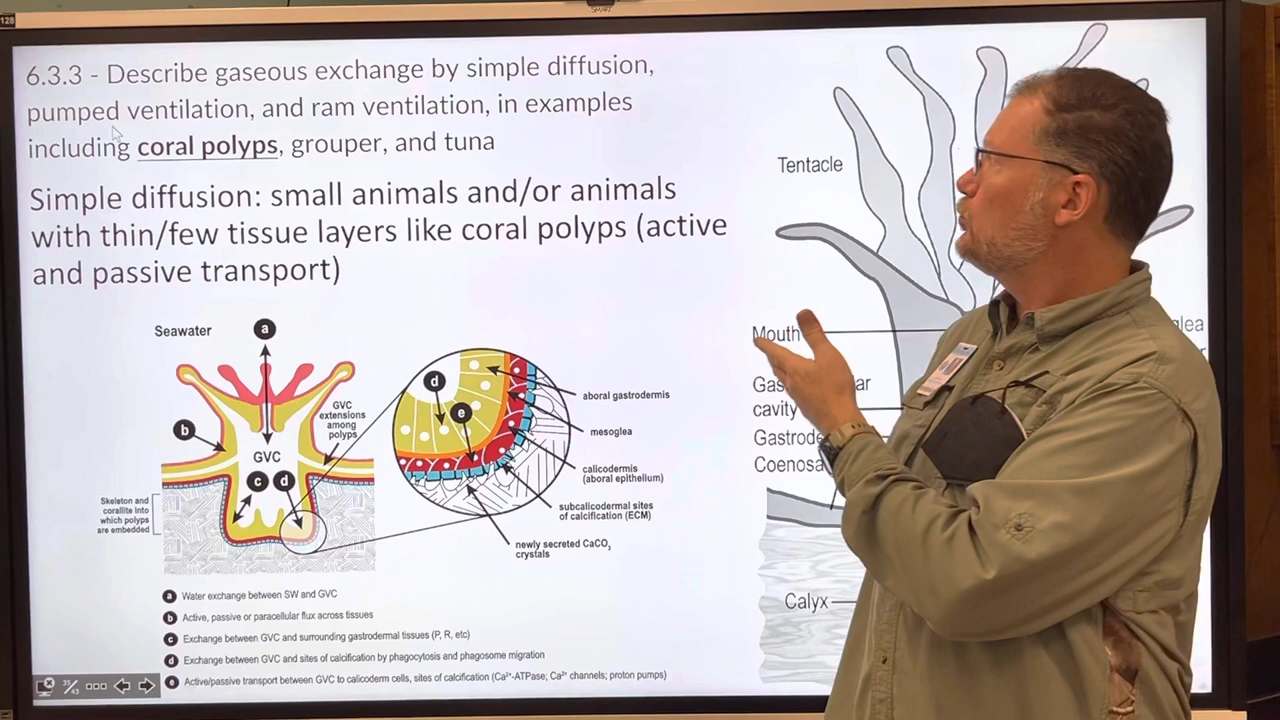 128
SMART
6.3.3 - Describe gaseous exchange by simple diffusion,
pumped ventilation, and ram ventilation, in examples
including coral polyps, grouper, and tuna
Simple diffusion: small animals and/or animals
with thin/few tissue layers like coral polyps (active
and passive transport)
Seawater
a
b
GVC
extensions
among
polyps
GVC
c
d
Skeleton and
corallite into
which polyps
are embedded
d
e
aboral gastrodermis
mesoglea
calicodermis
(aboral epithelium)
subcalicodermal sites
of calcification (ECM)
newly secreted CaCO₃
crystals
a Water exchange between SW and GVC
b Active, passive or paracellular flux across tissues
c Exchange between GVC and surrounding gastrodermal tissues (P, R, etc)
d Exchange between GVC and sites of calcification by phagocytosis and phagosome migration
e Active/passive transport between GVC to calicoderm cells, sites of calcification (Ca²⁺-ATPase; Ca²⁺ channels; proton pumps)
35/43
Tentacle
Mouth
Gas ar
cavity
Gastrode
Coenosa
Calyx
glea
r